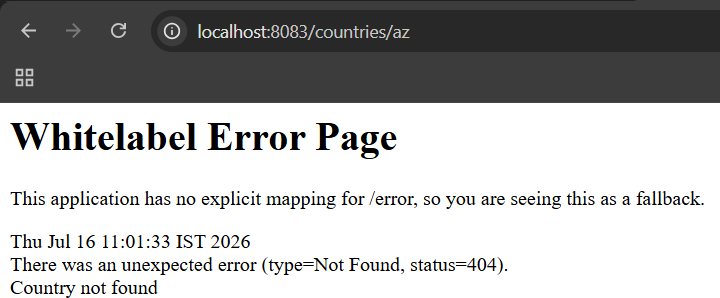 localhost:8083/countries/az
Whitelabel Error Page
This application has no explicit mapping for /error, so you are seeing this as a fallback.
Thu Jul 16 11:01:33 IST 2026
There was an unexpected error (type=Not Found, status=404).
Country not found